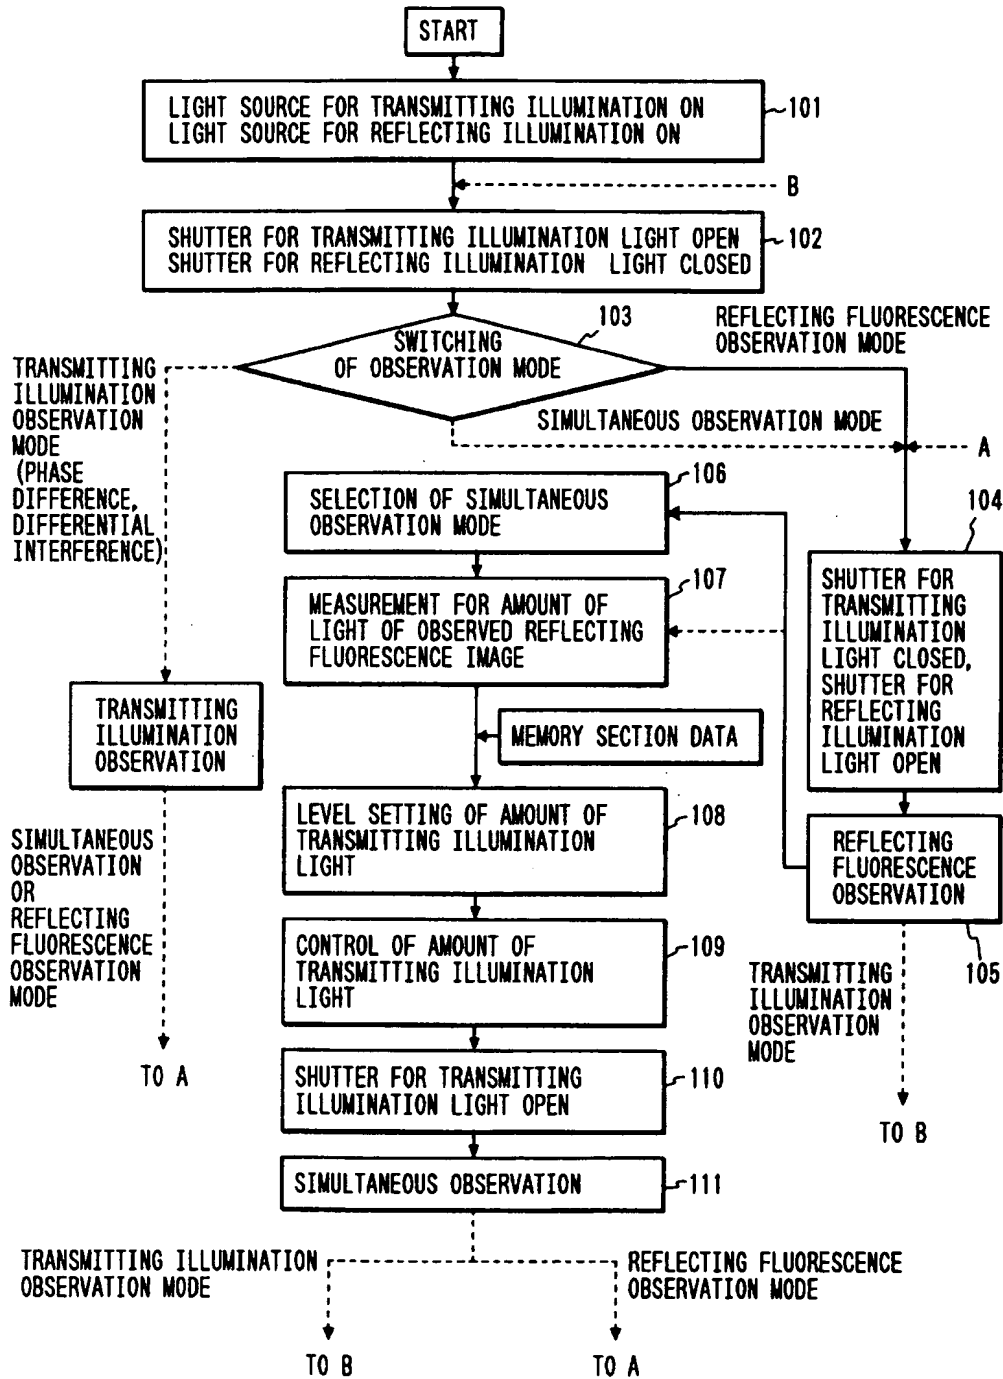 START
LIGHT SOURCE FOR TRANSMITTING ILLUMINATION ON
LIGHT SOURCE FOR REFLECTING ILLUMINATION ON
101
B
SHUTTER FOR TRANSMITTING ILLUMINATION LIGHT OPEN
SHUTTER FOR REFLECTING ILLUMINATION LIGHT CLOSED
102
103
SWITCHING
OF OBSERVATION MODE
REFLECTING FLUORESCENCE
OBSERVATION MODE
TRANSMITTING
ILLUMINATION
OBSERVATION
MODE
(PHASE
DIFFERENCE,
DIFFERENTIAL
INTERFERENCE)
SIMULTANEOUS OBSERVATION MODE
A
106
SELECTION OF SIMULTANEOUS
OBSERVATION MODE
104
SHUTTER FOR
TRANSMITTING
ILLUMINATION
LIGHT CLOSED,
SHUTTER FOR
REFLECTING
ILLUMINATION
LIGHT OPEN
107
MEASUREMENT FOR AMOUNT OF
LIGHT OF OBSERVED REFLECTING
FLUORESCENCE IMAGE
TRANSMITTING
ILLUMINATION
OBSERVATION
MEMORY SECTION DATA
LEVEL SETTING OF AMOUNT OF
TRANSMITTING ILLUMINATION
LIGHT
108
REFLECTING
FLUORESCENCE
OBSERVATION
105
SIMULTANEOUS
OBSERVATION
OR
REFLECTING
FLUORESCENCE
OBSERVATION
MODE
TO A
CONTROL OF AMOUNT OF
TRANSMITTING ILLUMINATION
LIGHT
109
TRANSMITTING
ILLUMINATION
OBSERVATION
MODE
TO B
SHUTTER FOR TRANSMITTING
ILLUMINATION LIGHT OPEN
110
SIMULTANEOUS OBSERVATION
111
TRANSMITTING ILLUMINATION
OBSERVATION MODE
REFLECTING FLUORESCENCE
OBSERVATION MODE
TO B
TO A